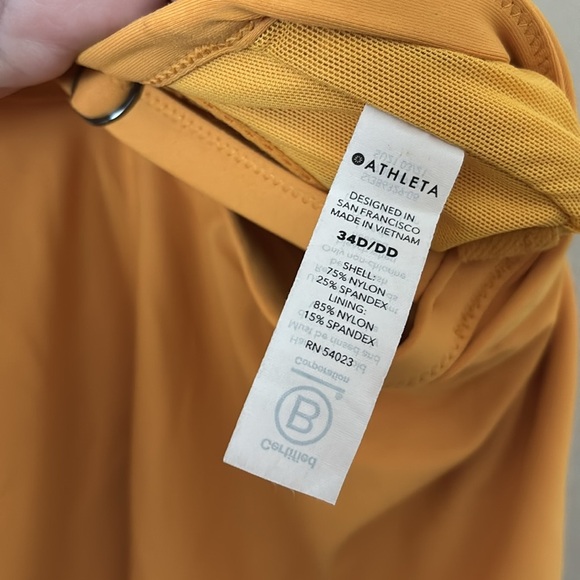 ATHLETA
DESIGNED IN
SAN FRANCISCO
MADE IN VIETNAM
34D/DD
SHELL:
75% NYLON
25% SPANDEX
LINING:
85% NYLON
15% SPANDEX
RN 54023
Corporation
B
Certified